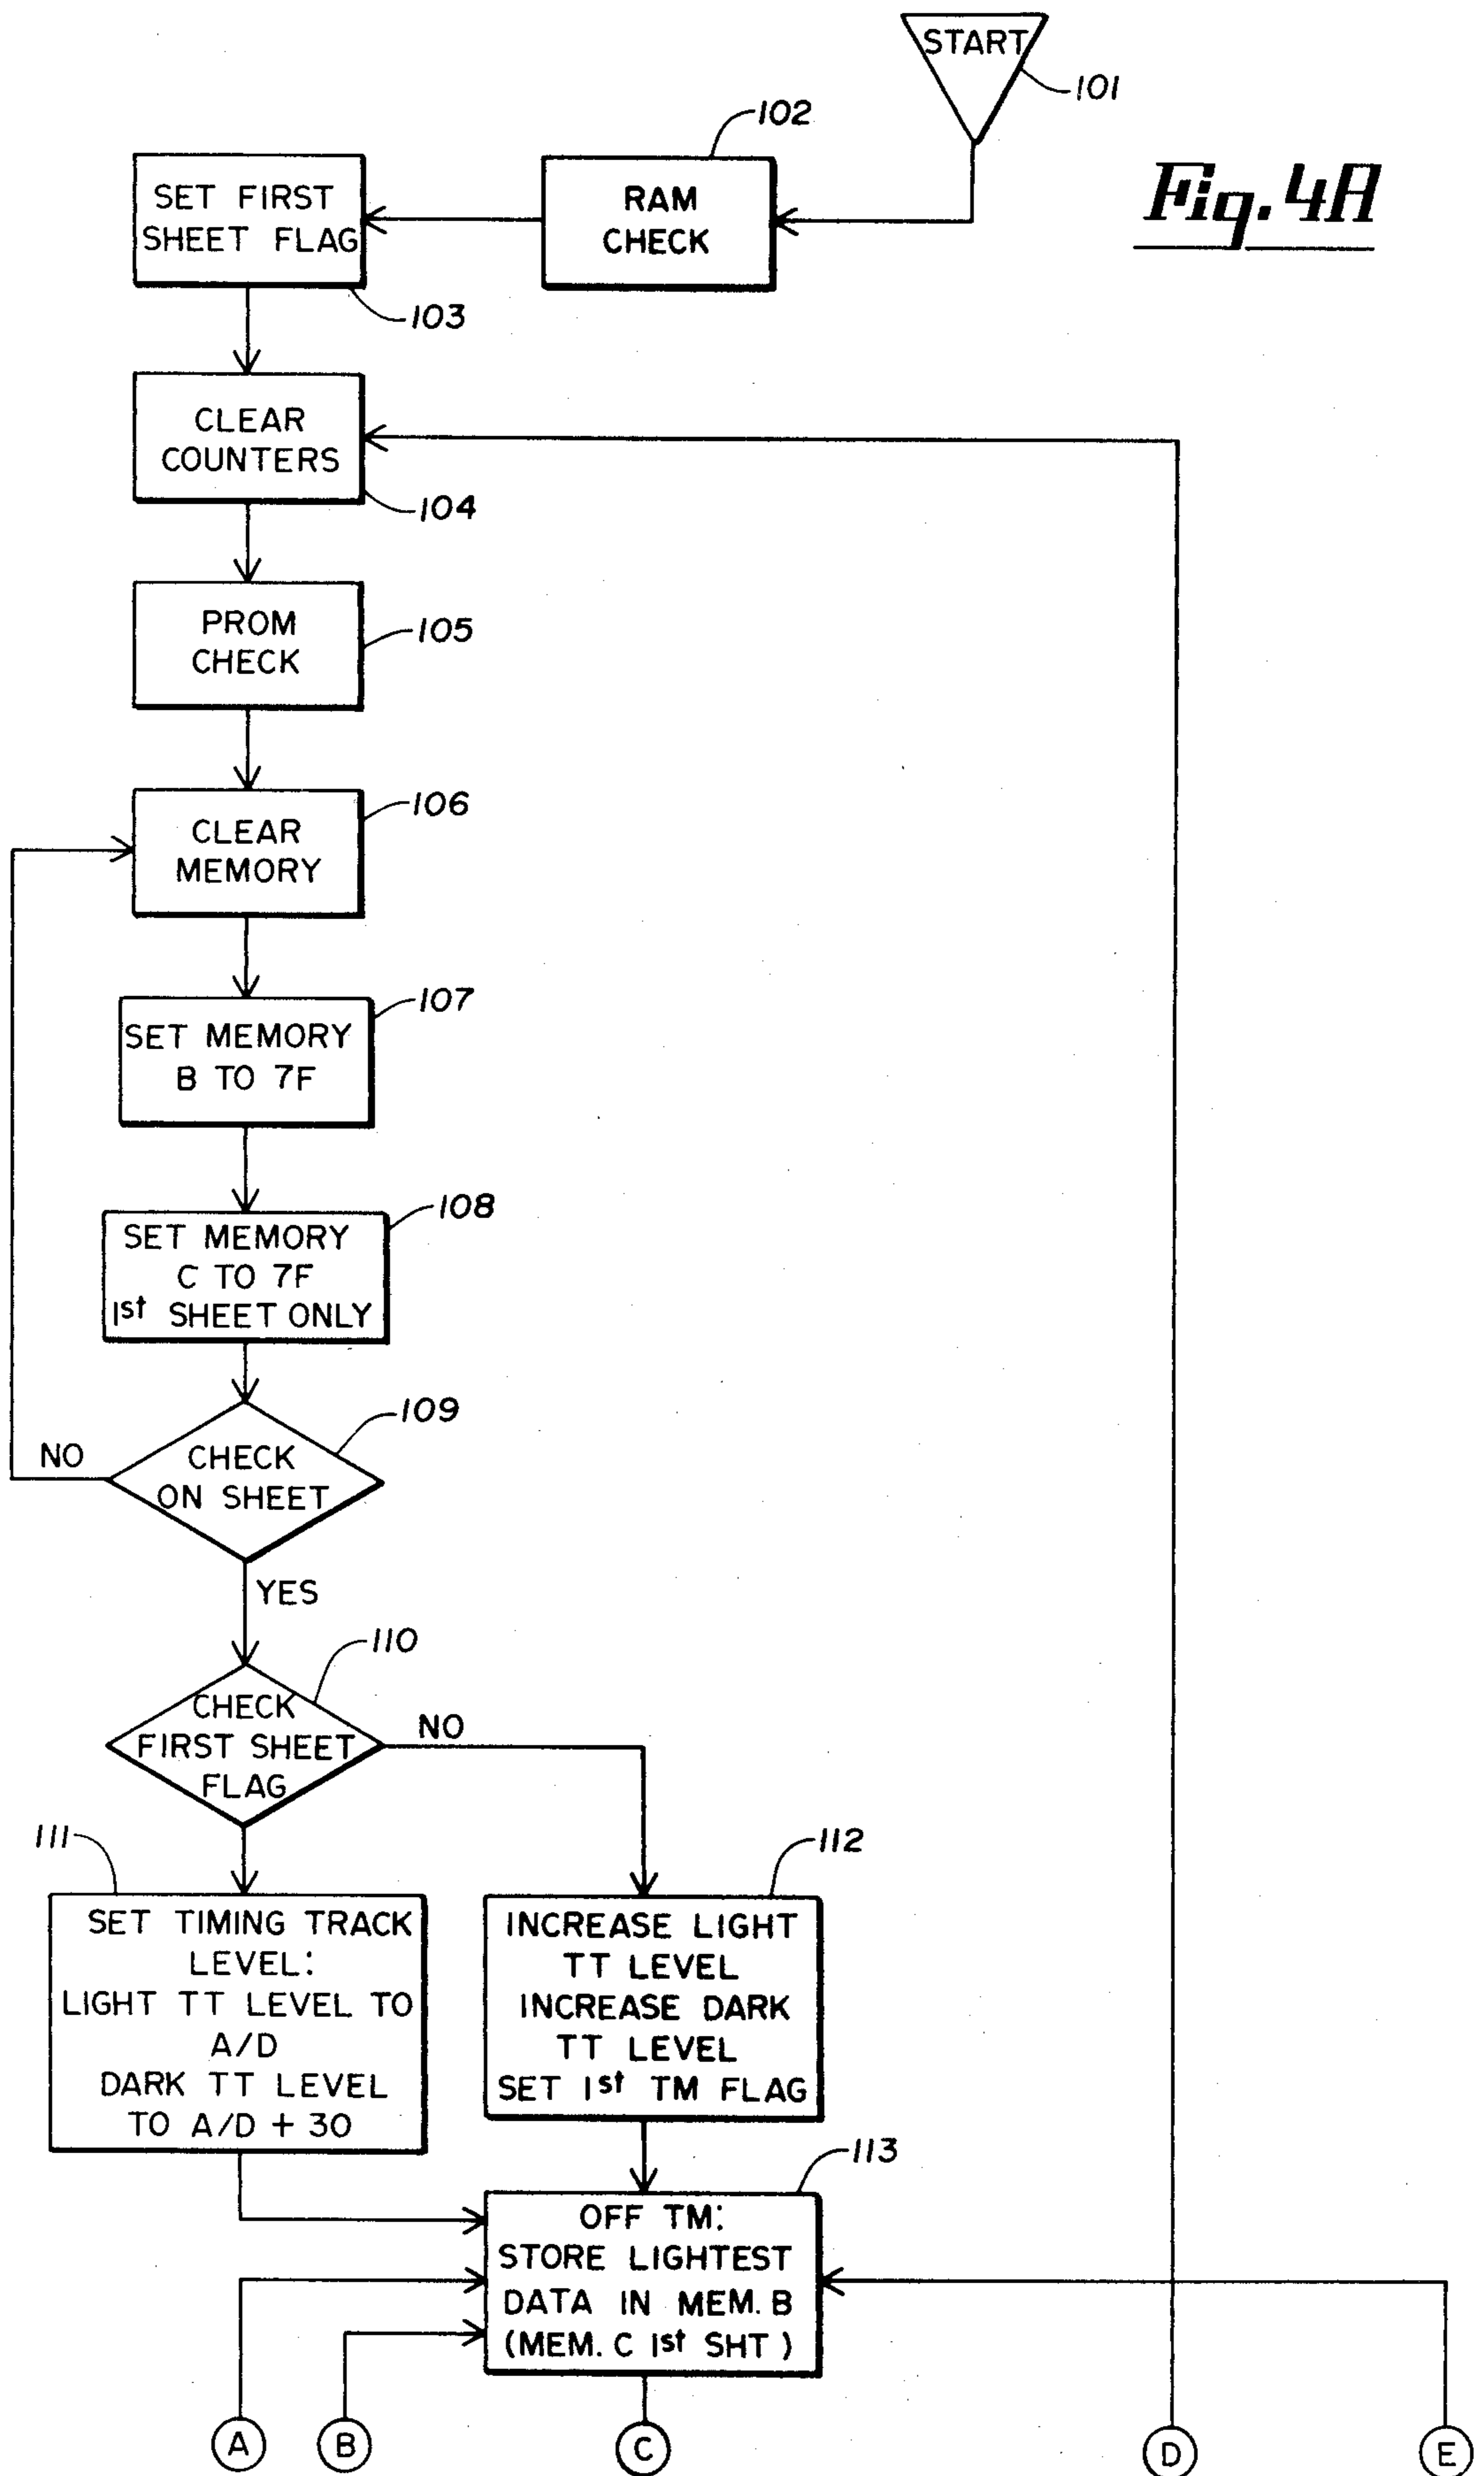 START
101
102
Fig. 4A
SET FIRST
SHEET FLAG
RAM
CHECK
103
CLEAR
COUNTERS
104
PROM
CHECK
105
106
CLEAR
MEMORY
107
SET MEMORY
B TO 7F
108
SET MEMORY
C TO 7F
1st SHEET ONLY
109
NO
CHECK
ON SHEET
YES
110
CHECK
FIRST SHEET
FLAG
NO
111
SET TIMING TRACK
LEVEL:
LIGHT TT LEVEL TO
A/D
DARK TT LEVEL
TO A/D + 30
112
INCREASE LIGHT
TT LEVEL
INCREASE DARK
TT LEVEL
SET 1st TM FLAG
113
OFF TM:
STORE LIGHTEST
DATA IN MEM. B
(MEM. C 1st SHT )
A
B
C
D
E